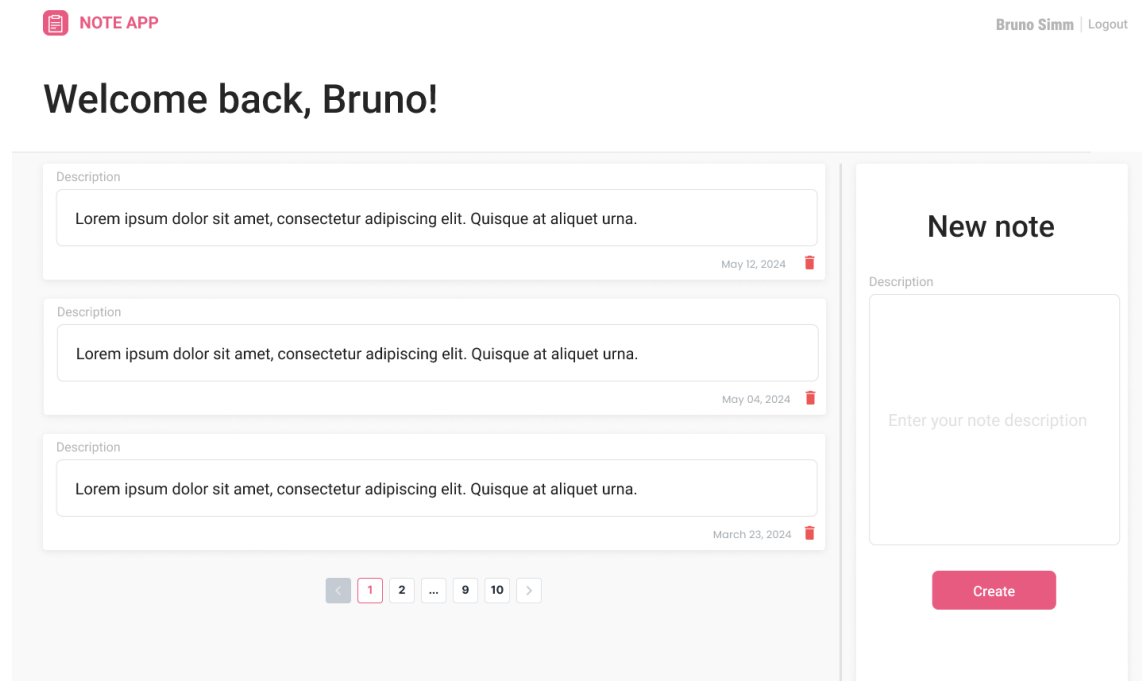 NOTE APP
Bruno Simm
Logout
Welcome back, Bruno!
Description
Lorem ipsum dolor sit amet, consectetur adipiscing elit. Quisque at aliquet urna.
May 12, 2024
Description
Lorem ipsum dolor sit amet, consectetur adipiscing elit. Quisque at aliquet urna.
May 04, 2024
Description
Lorem ipsum dolor sit amet, consectetur adipiscing elit. Quisque at aliquet urna.
March 23, 2024
< 1 2 ... 9 10 >
New note
Description
Enter your note description
Create